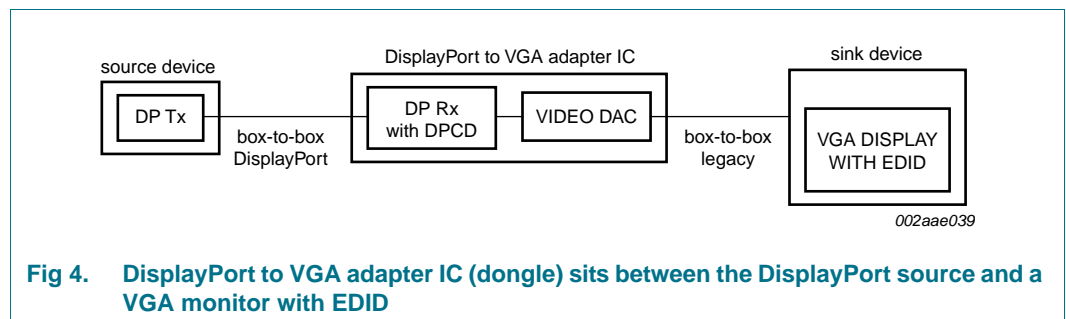 DisplayPort to VGA adapter IC
sink device
source device
DP Tx
DP Rx
with DPCD
VIDEO DAC
box-to-box
DisplayPort
box-to-box
legacy
VGA DISPLAY
WITH EDID
002aae039
Fig 4. DisplayPort to VGA adapter IC (dongle) sits between the DisplayPort source and a
VGA monitor with EDID